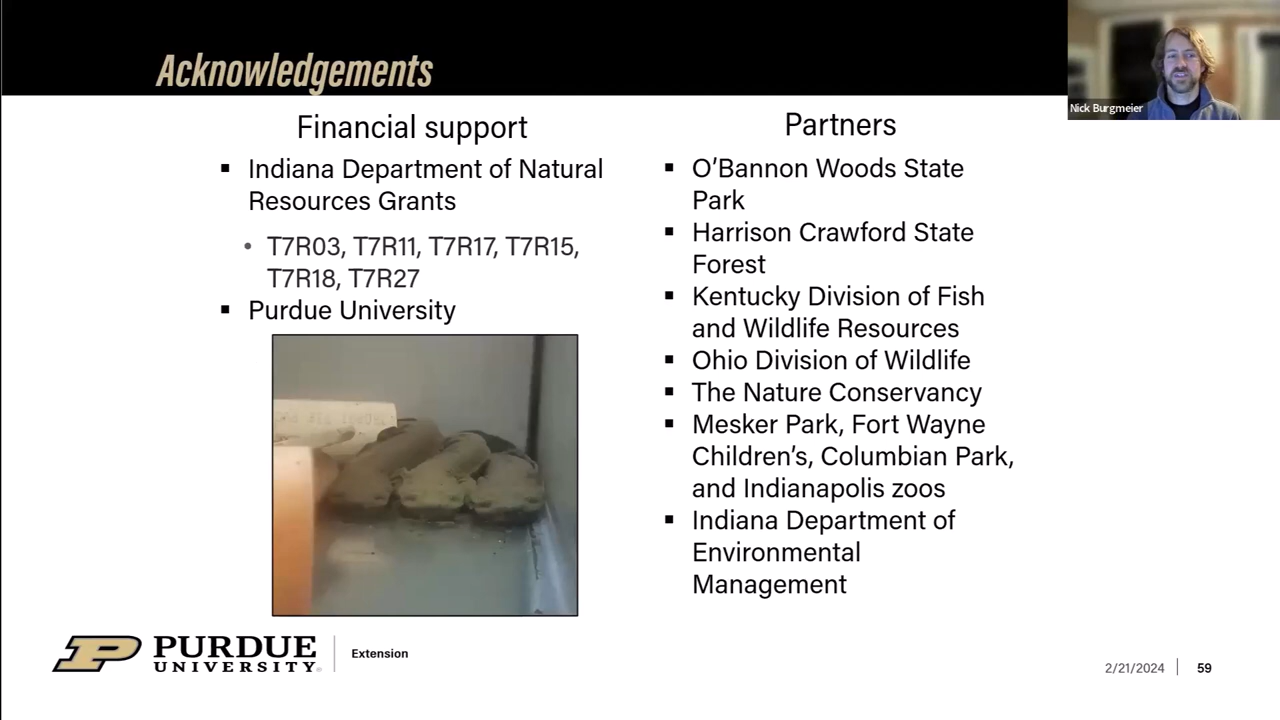 Acknowledgements
Nick Burgmeier
Financial support
▪ Indiana Department of Natural
Resources Grants
• T7R03, T7R11, T7R17, T7R15,
T7R18, T7R27
▪ Purdue University
Partners
▪ O’Bannon Woods State
Park
▪ Harrison Crawford State
Forest
▪ Kentucky Division of Fish
and Wildlife Resources
▪ Ohio Division of Wildlife
▪ The Nature Conservancy
▪ Mesker Park, Fort Wayne
Children’s, Columbian Park,
and Indianapolis zoos
▪ Indiana Department of
Environmental
Management
P PURDUE
UNIVERSITY®
Extension
2/21/2024
59